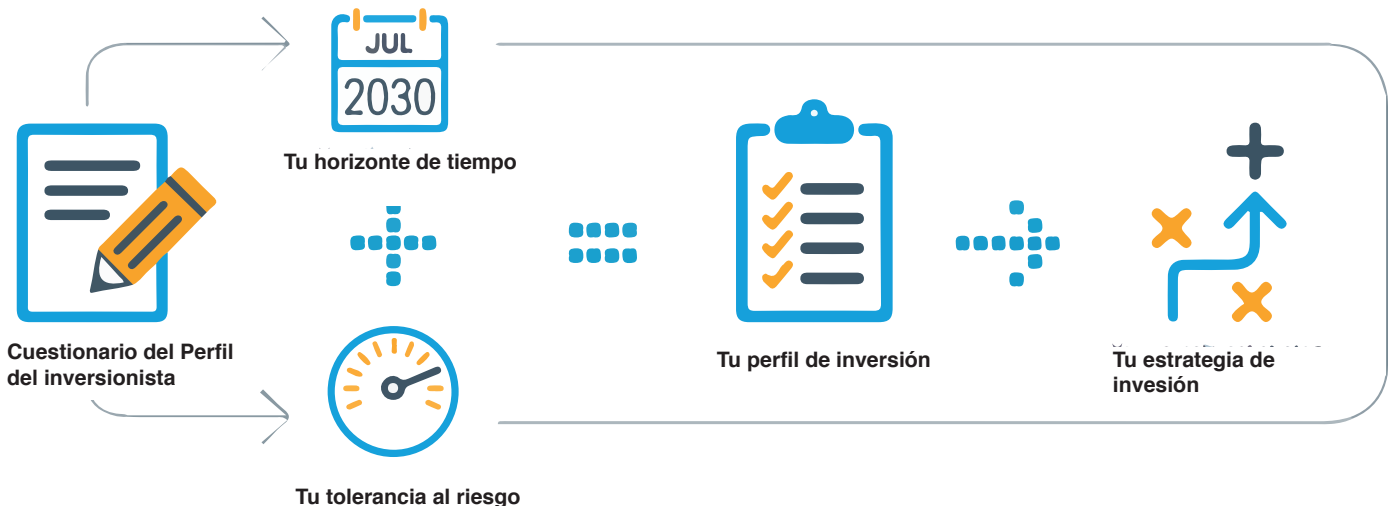 JUL
2030
Tu horizonte de tiempo
Cuestionario del Perfil
del inversionista
Tu perfil de inversión
Tu estrategia de
invesión
Tu tolerancia al riesgo